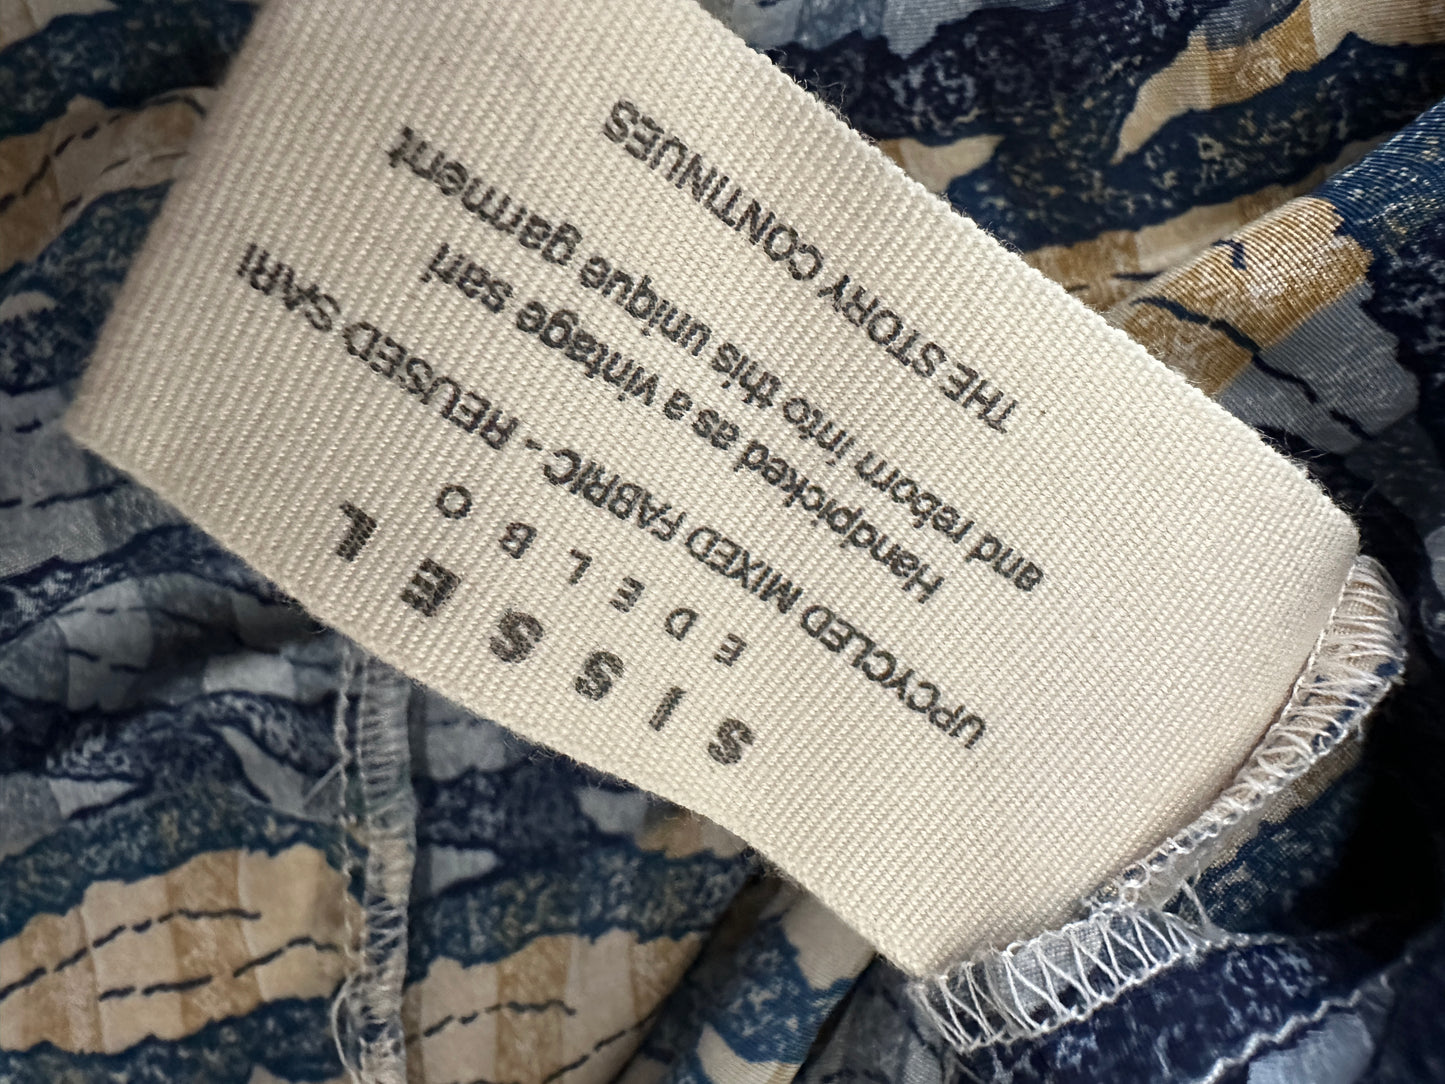 SISSEL
EDELBO
UPCYCLED MIXED FABRIC - REUSED SARI
Handpicked as a vintage sari
and reborn into this unique garment
THE STORY CONTINUES